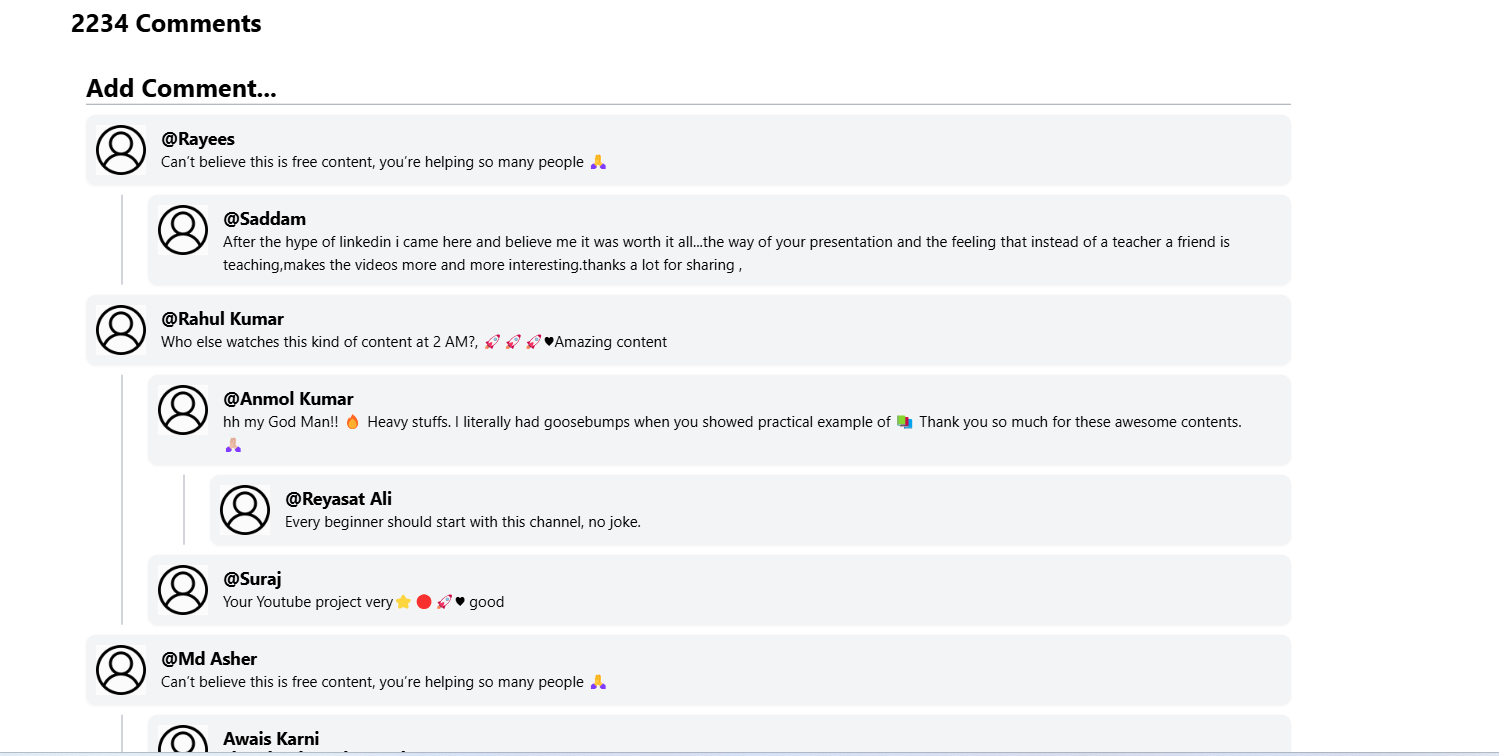 2234 Comments
Add Comment...
@Rayees
Can't believe this is free content, you're helping so many people 🙏
@Saddam
After the hype of linkedin i came here and believe me it was worth it all...the way of your presentation and the feeling that instead of a teacher a friend is
teaching,makes the videos more and more interesting.thanks a lot for sharing ,
@Rahul Kumar
Who else watches this kind of content at 2 AM?, 🚀 🚀 🚀♥Amazing content
@Anmol Kumar
hh my God Man!! 🔥 Heavy stuffs. I literally had goosebumps when you showed practical example of 📚 Thank you so much for these awesome contents.
🙏🏻
@Reyasat Ali
Every beginner should start with this channel, no joke.
@Suraj
Your Youtube project very⭐ 🔴 🚀♥ good
@Md Asher
Can't believe this is free content, you're helping so many people 🙏
Awais Karni